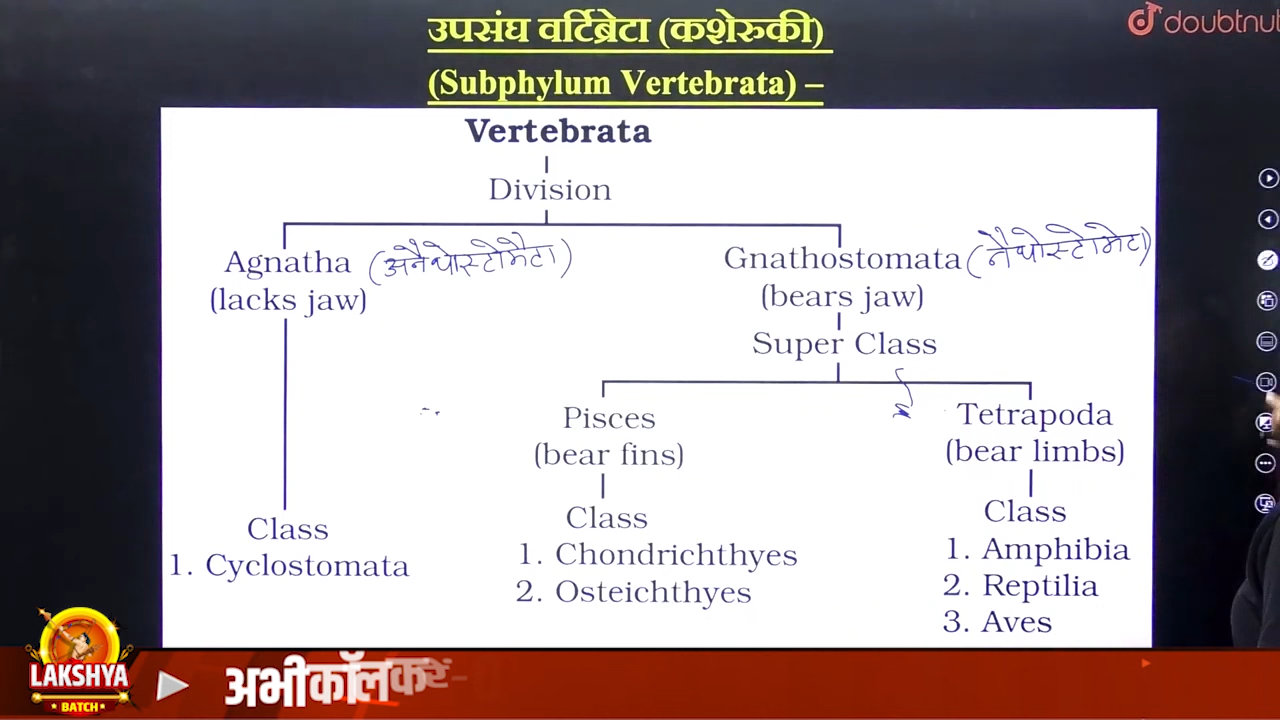 उपसंघ वर्टिब्रेटा (कशेरुकी)
doubtnut
(Subphylum Vertebrata) –
Vertebrata
Division
Agnatha (अनैथोस्टोमैटा)
(lacks jaw)
Gnathostomata (नैथोस्टोमेटा)
(bears jaw)
Super Class
Pisces
(bear fins)
Tetrapoda
(bear limbs)
Class
1. Cyclostomata
Class
1. Chondrichthyes
2. Osteichthyes
Class
1. Amphibia
2. Reptilia
3. Aves
LAKSHYA
BATCH
अभी कॉल करें–